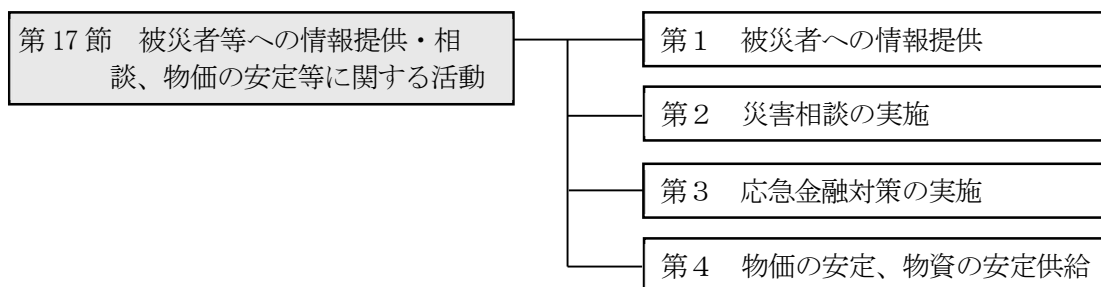 第17節　被災者等への情報提供・相
談、物価の安定等に関する活動
第１　被災者への情報提供
第２　災害相談の実施
第３　応急金融対策の実施
第４　物価の安定、物資の安定供給